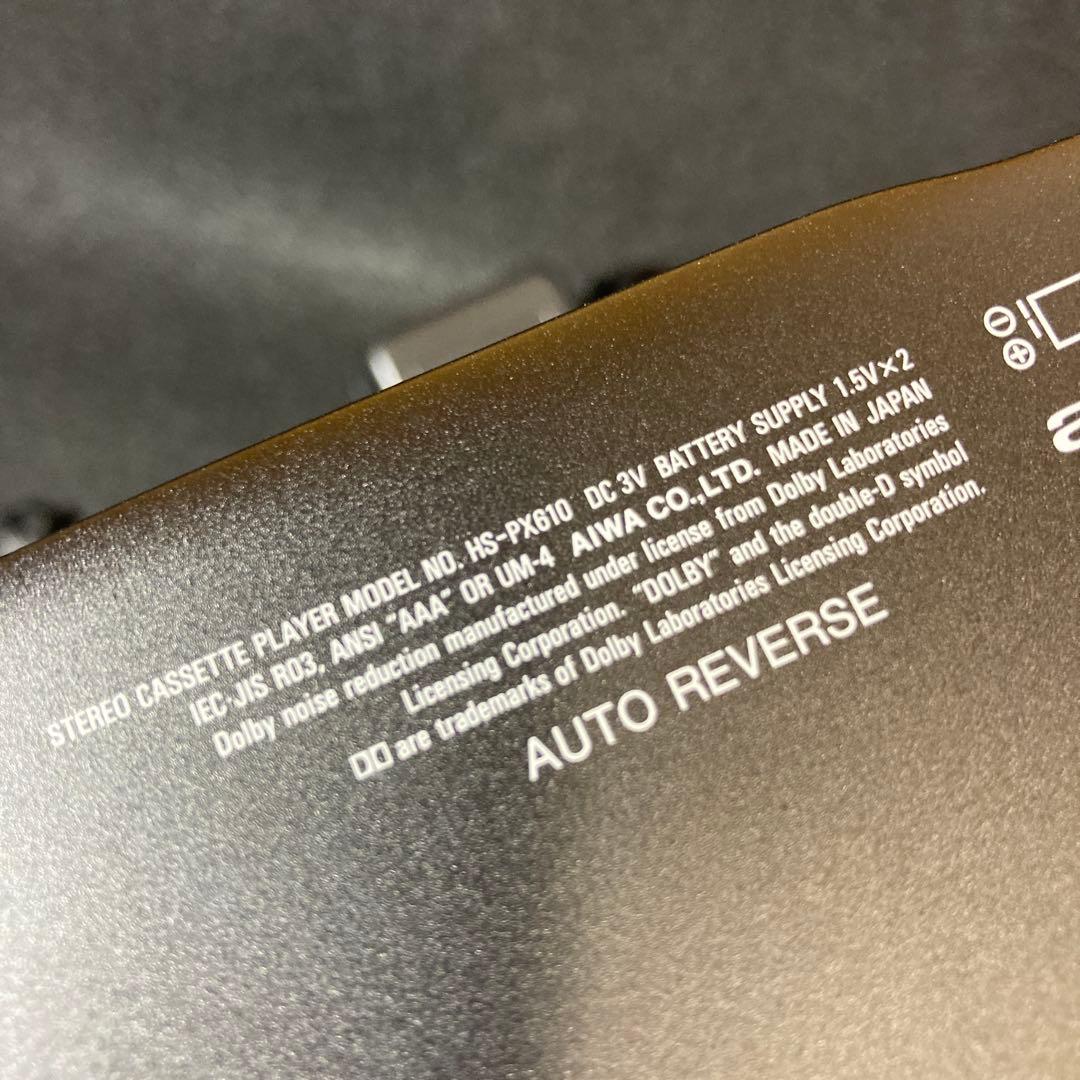 STEREO CASSETTE PLAYER MODEL NO. HS-PX610 DC 3V BATTERY SUPPLY 1.5V×2
IEC-JIS R03, ANSI "AAA" OR UM-4 AIWA CO.,LTD. MADE IN JAPAN
Dolby noise reduction manufactured under license from Dolby Laboratories
Licensing Corporation. "DOLBY" and the double-D symbol
are trademarks of Dolby Laboratories Licensing Corporation.
AUTO REVERSE